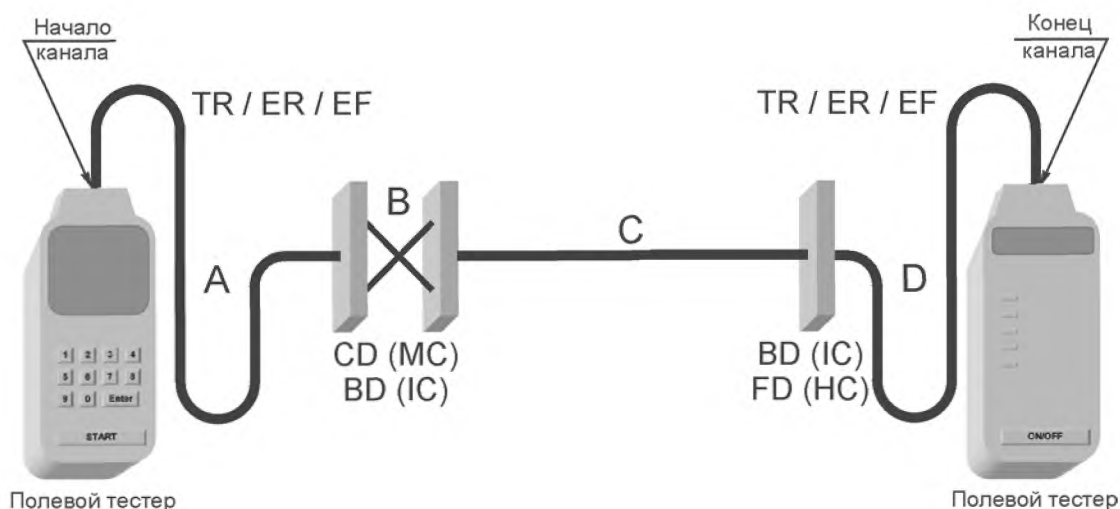 Начало
канала
Конец
канала
TR / ER / EF
TR / ER / EF
B
C
A
D
CD (MC)
BD (IC)
BD (IC)
FD (HC)
1 2 3 4
5 6 7 8
9 0 Enter
START
ON/OFF
Полевой тестер
Полевой тестер